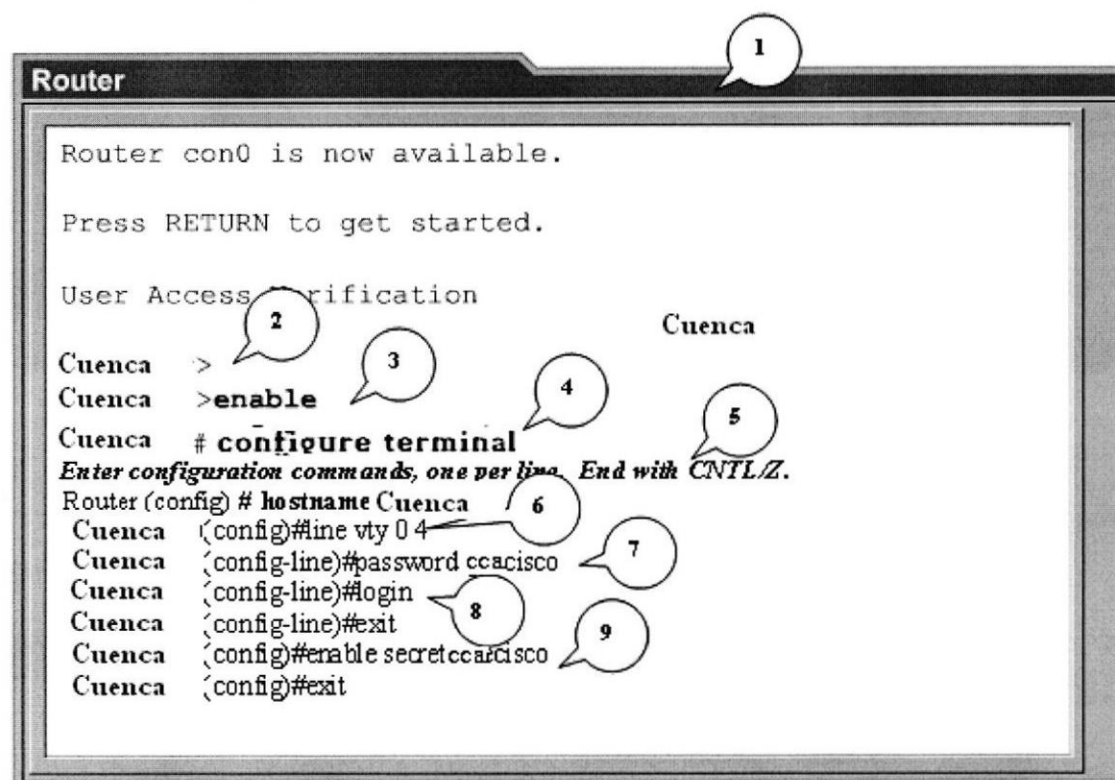 1
Router
Router con0 is now available.
Press RETURN to get started.
User Access Verification
2
Cuenca
Cuenca >
3
Cuenca >enable
4
Cuenca # configure terminal
5
Enter configuration commands, one per line. End with CNTL/Z.
Router (config) # hostname Cuenca
6
Cuenca (config)#line vty 0 4
7
Cuenca (config-line)#password ccacisco
Cuenca (config-line)#login
8
Cuenca (config-line)#exit
9
Cuenca (config)#enable secret
Cuenca (config)#exit